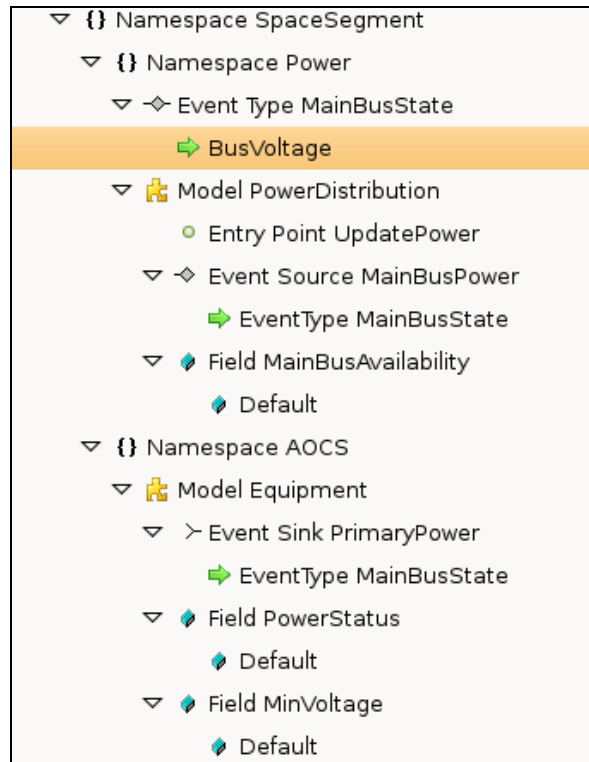 {} Namespace SpaceSegment
{} Namespace Power
Event Type MainBusState
BusVoltage
Model PowerDistribution
Entry Point UpdatePower
Event Source MainBusPower
EventType MainBusState
Field MainBusAvailability
Default
{} Namespace AOCS
Model Equipment
Event Sink PrimaryPower
EventType MainBusState
Field PowerStatus
Default
Field MinVoltage
Default